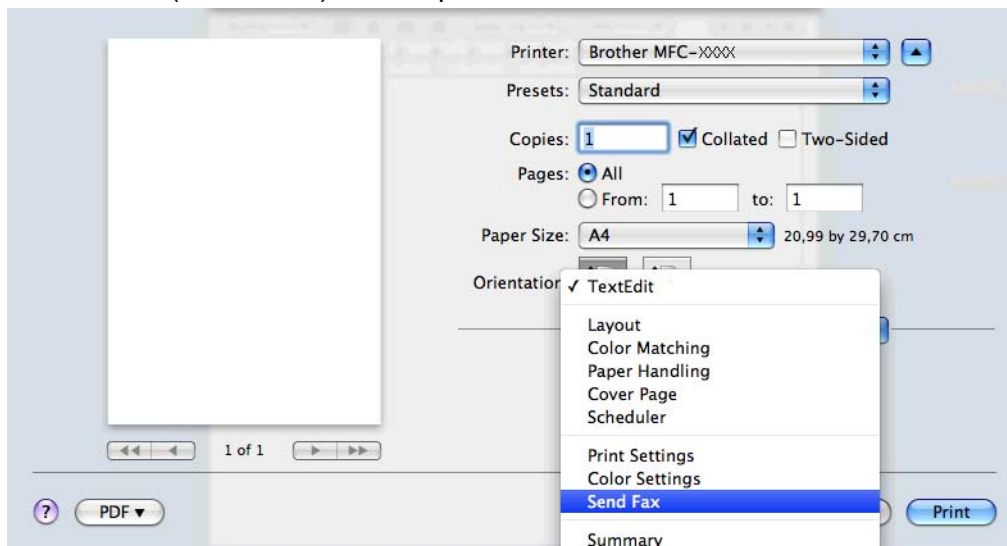 Printer: Brother MFC-XXXX
Presets: Standard
Copies: 1 Collated Two-Sided
Pages: All
From: 1 to: 1
Paper Size: A4 20,99 by 29,70 cm
Orientation
✓ TextEdit
Layout
Color Matching
Paper Handling
Cover Page
Scheduler
1 of 1
Print Settings
Color Settings
Send Fax
? PDF ▼ Print
Summary